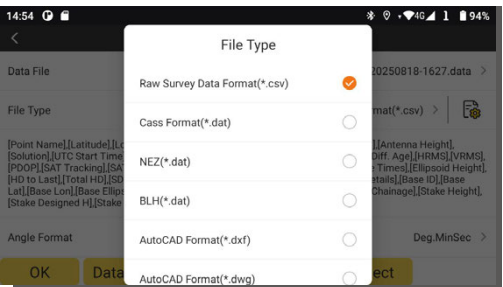 14:54 4G 1 94%
File Type
Data File 20250818-1627.data >
Raw Survey Data Format(*.csv)
File Type mat(*.csv) >
Cass Format(*.dat)
[Point Name],[Latitude],[Lo ],[Antenna Height],
[Solution],[UTC Start Time Diff. Age],[HRMS],[VRMS],
[PDOP],[SAT Tracking],[SA Times],[Ellipsoid Height],
NEZ(*.dat)
[HD to Last],[Total HD],[SD etails],[Base ID],[Base
Lat],[Base Lon],[Base Ellips Chainage],[Stake Height],
BLH(*.dat)
[Stake Designed H],[Stake
AutoCAD Format(*.dxf)
Angle Format Deg.MinSec >
AutoCAD Format(*.dwg)
OK Data ect